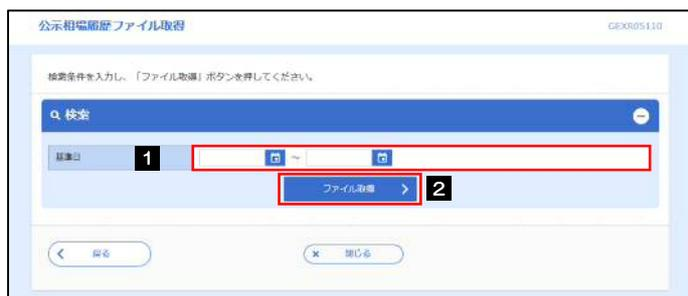 公示相場履歴ファイル取得
GEXR05110
検索条件を入力し、「ファイル取得」ボタンを押してください。
検索
基準日 1 ~
ファイル取得 2
戻る × 閉じる